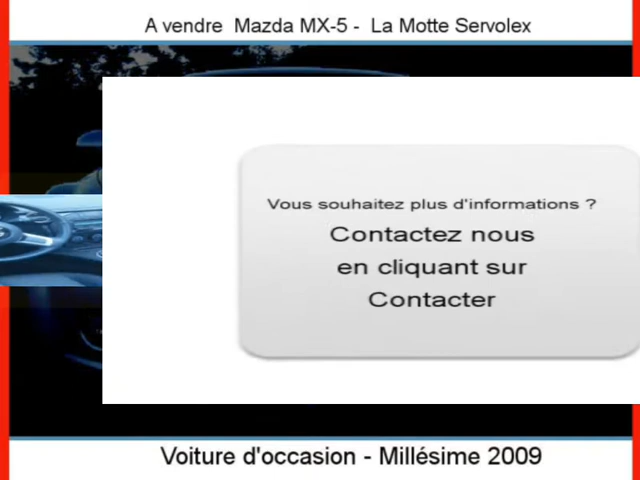 A vendre Mazda MX-5 - La Motte Servolex
Vous souhaitez plus d'informations ?
Contactez nous
en cliquant sur
Contacter
Voiture d'occasion - Millésime 2009